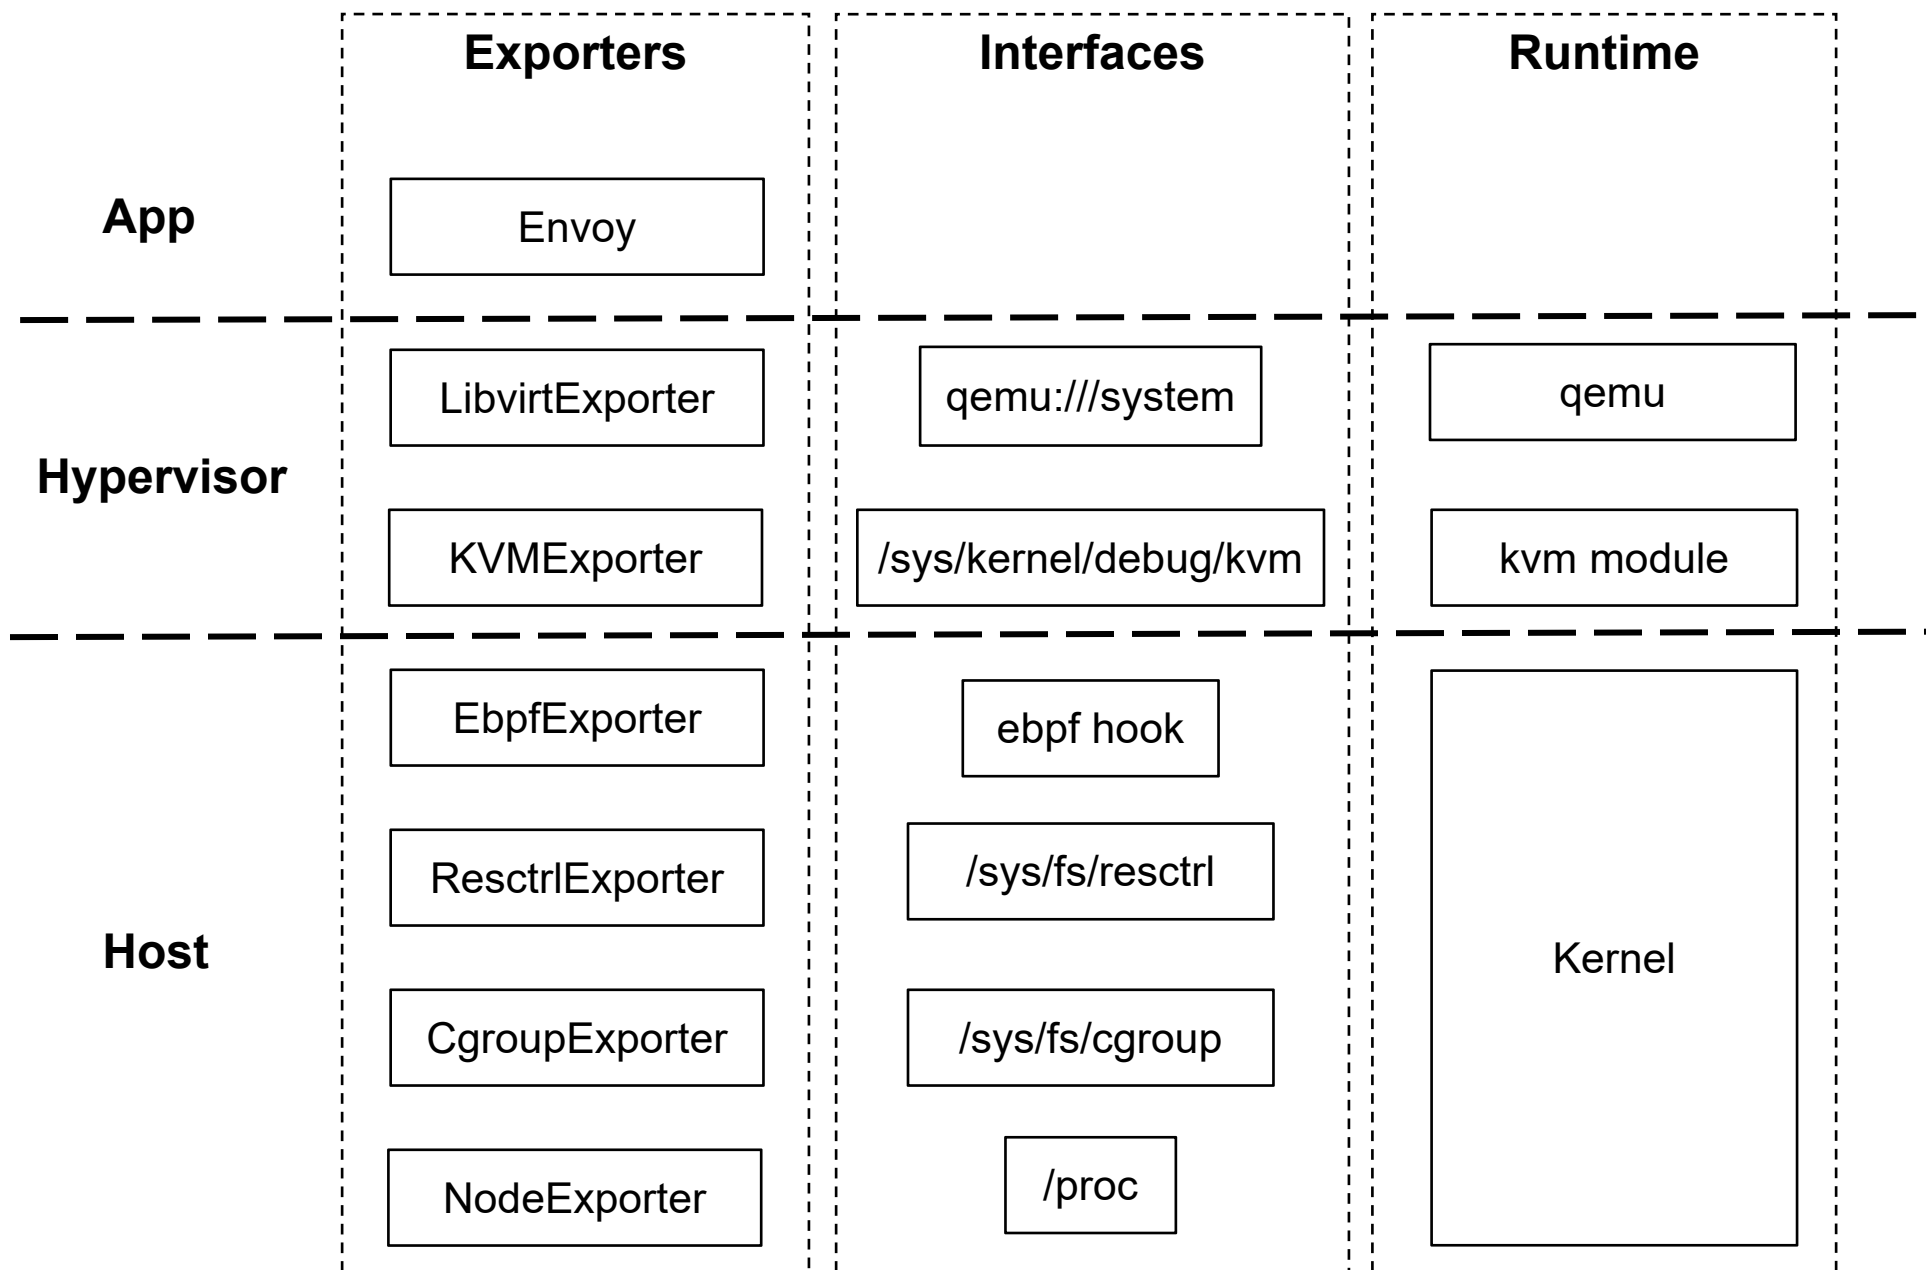 Exporters
Interfaces
Runtime
App
Envoy
LibvirtExporter
qemu:///system
qemu
Hypervisor
KVMExporter
/sys/kernel/debug/kvm
kvm module
EbpfExporter
ebpf hook
ResctrlExporter
/sys/fs/resctrl
Host
Kernel
CgroupExporter
/sys/fs/cgroup
NodeExporter
/proc